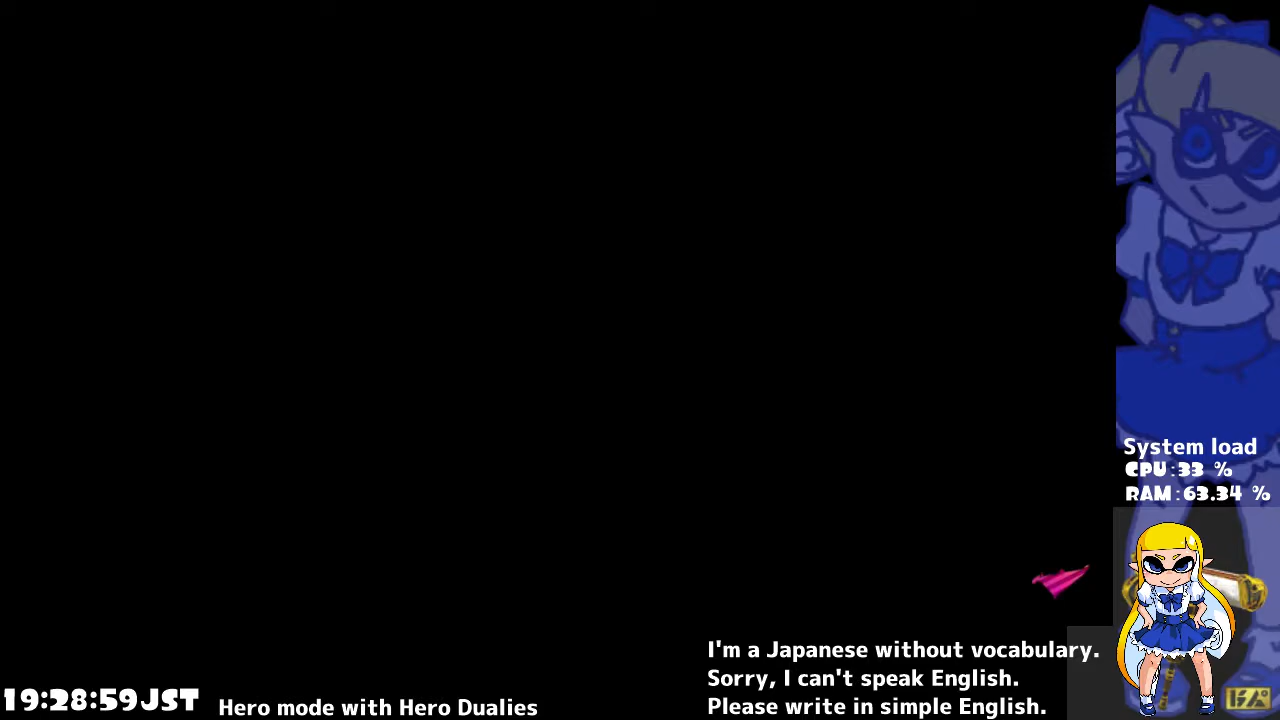 System load
CPU:33 %
RAM:63.34 %
I'm a Japanese without vocabulary.
Sorry, I can't speak English.
Please write in simple English.
19:28:59JST
Hero mode with Hero Dualies